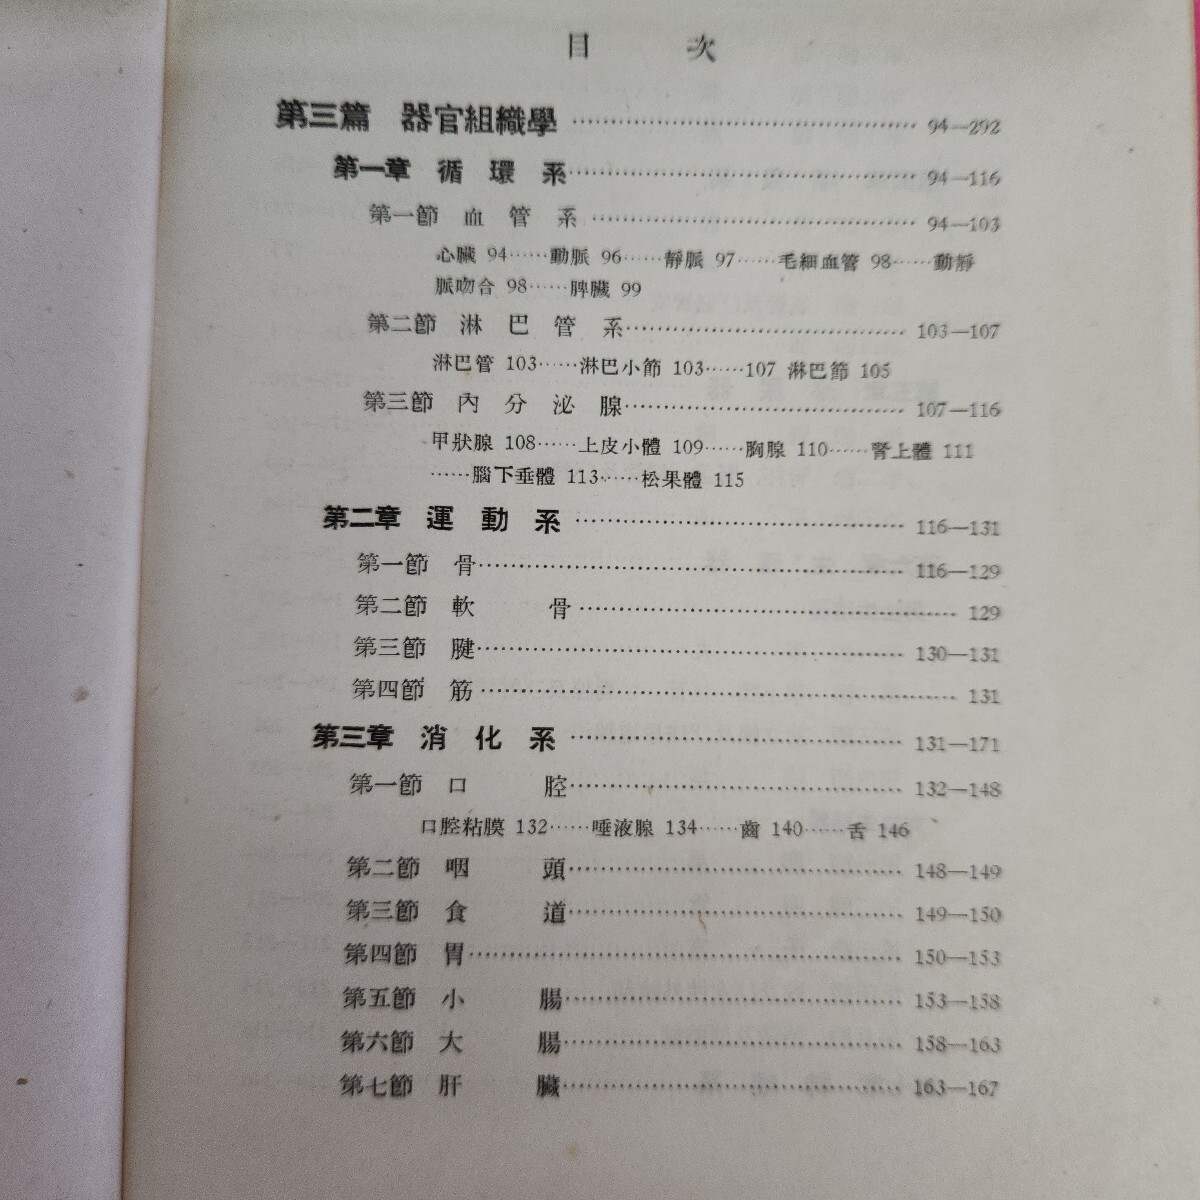 目 次
第三篇 器官組織學 ………… 94—292
第一章 循環系 ………… 94—116
第一節 血管系 ………… 94—103
心臟 94……動脈 96……靜脈 97……毛細血管 98……動靜
脈吻合 98……脾臟 99
第二節 淋巴管系 ………… 103—107
淋巴管 103……淋巴小節 103……107 淋巴節 105
第三節 內分泌腺 ………… 107—116
甲狀腺 108……上皮小體 109……胸腺 110……腎上體 111
……腦下垂體 113……松果體 115
第二章 運動系 ………… 116—131
第一節 骨 ………… 116—129
第二節 軟骨 ………… 129
第三節 腱 ………… 130—131
第四節 筋 ………… 131
第三章 消化系 ………… 131—171
第一節 口腔 ………… 132—148
口腔粘膜 132……唾液腺 134……齒 140……舌 146
第二節 咽頭 ………… 148—149
第三節 食道 ………… 149—150
第四節 胃 ………… 150—153
第五節 小腸 ………… 153—158
第六節 大腸 ………… 158—163
第七節 肝臟 ………… 163—167